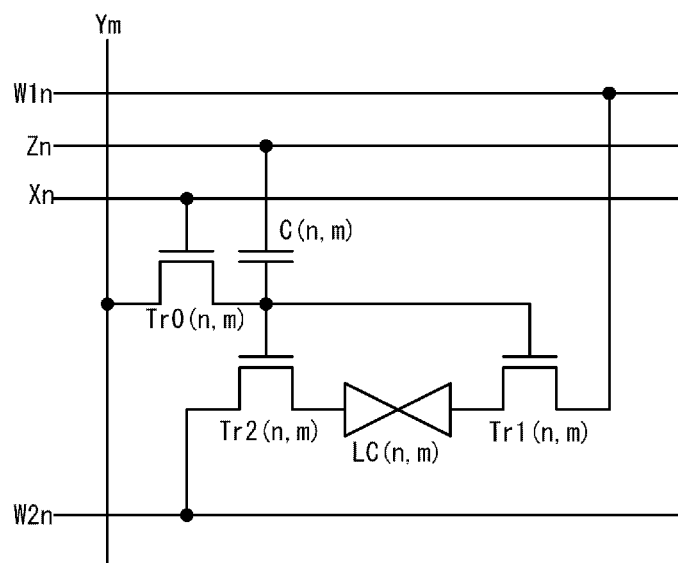 Ym
W1n
Zn
Xn
C(n,m)
Tr0(n,m)
Tr2(n,m)
LC(n,m)
Tr1(n,m)
W2n